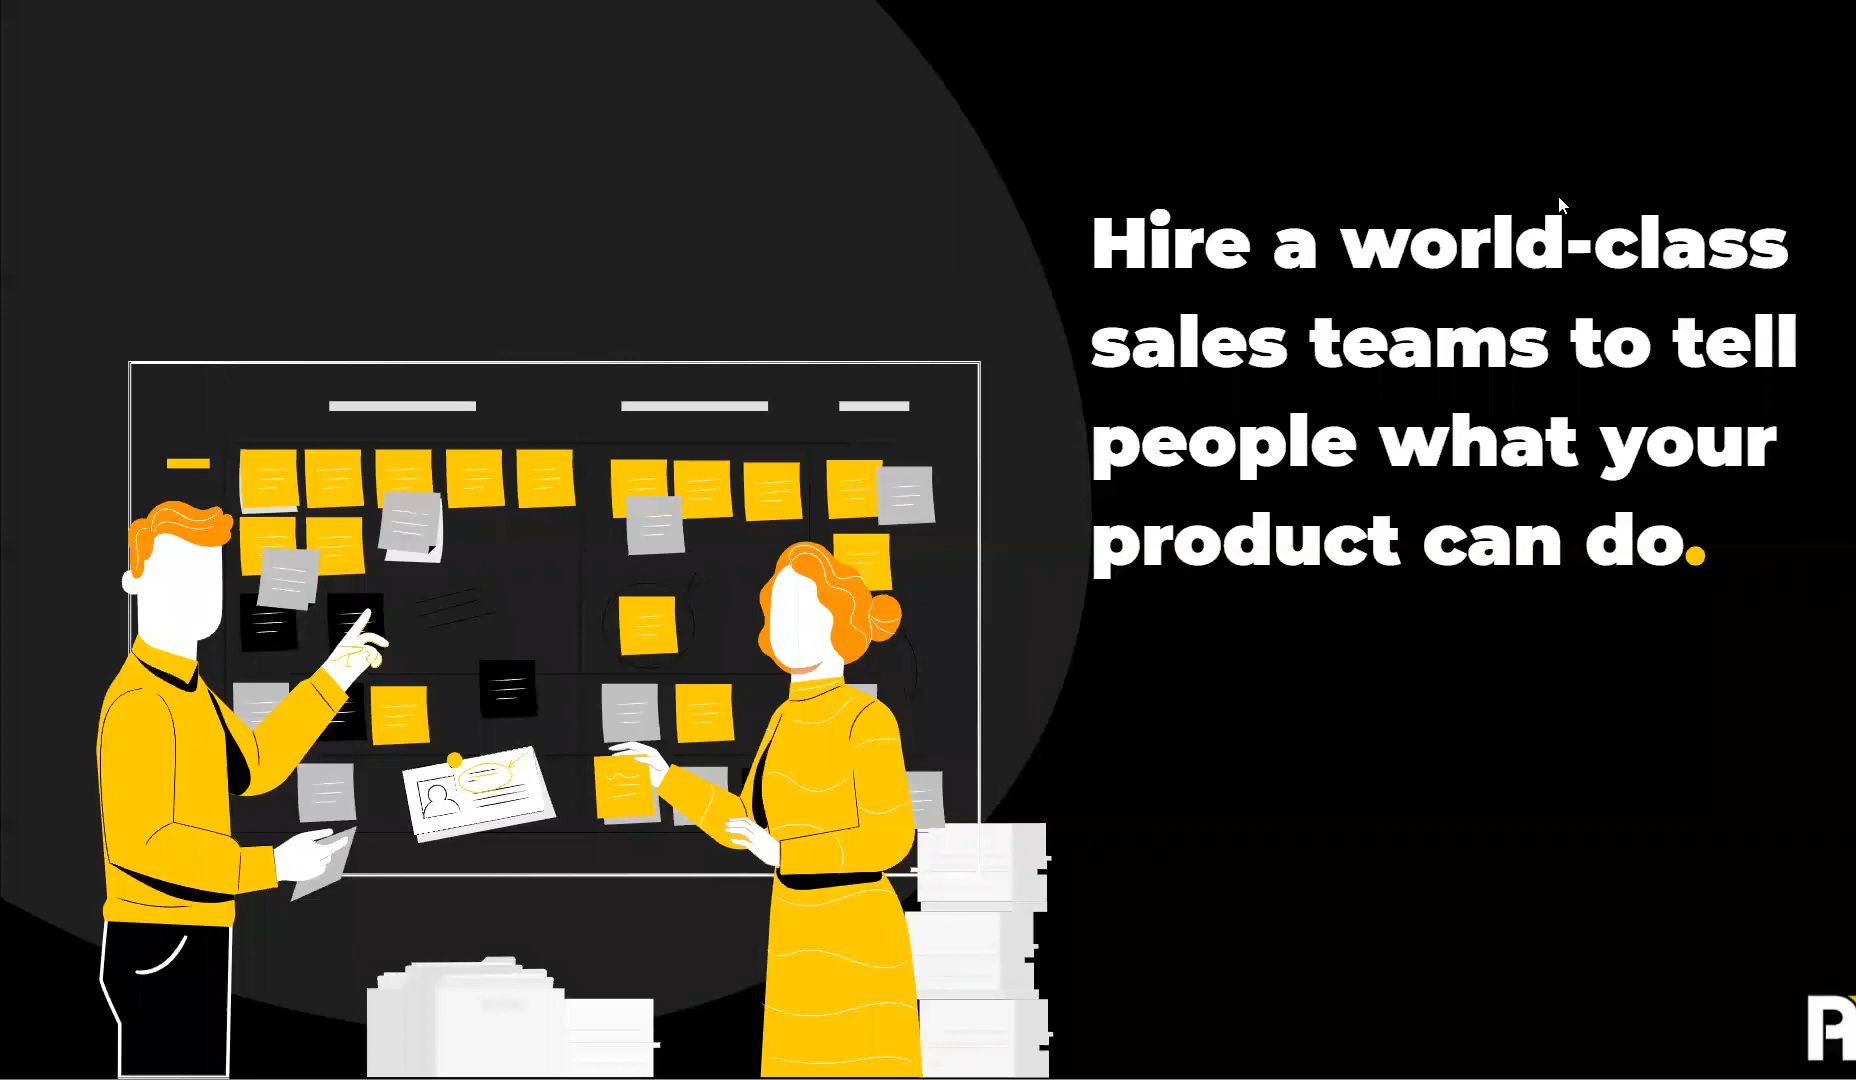 Hire a world-class
sales teams to tell
people what your
product can do.